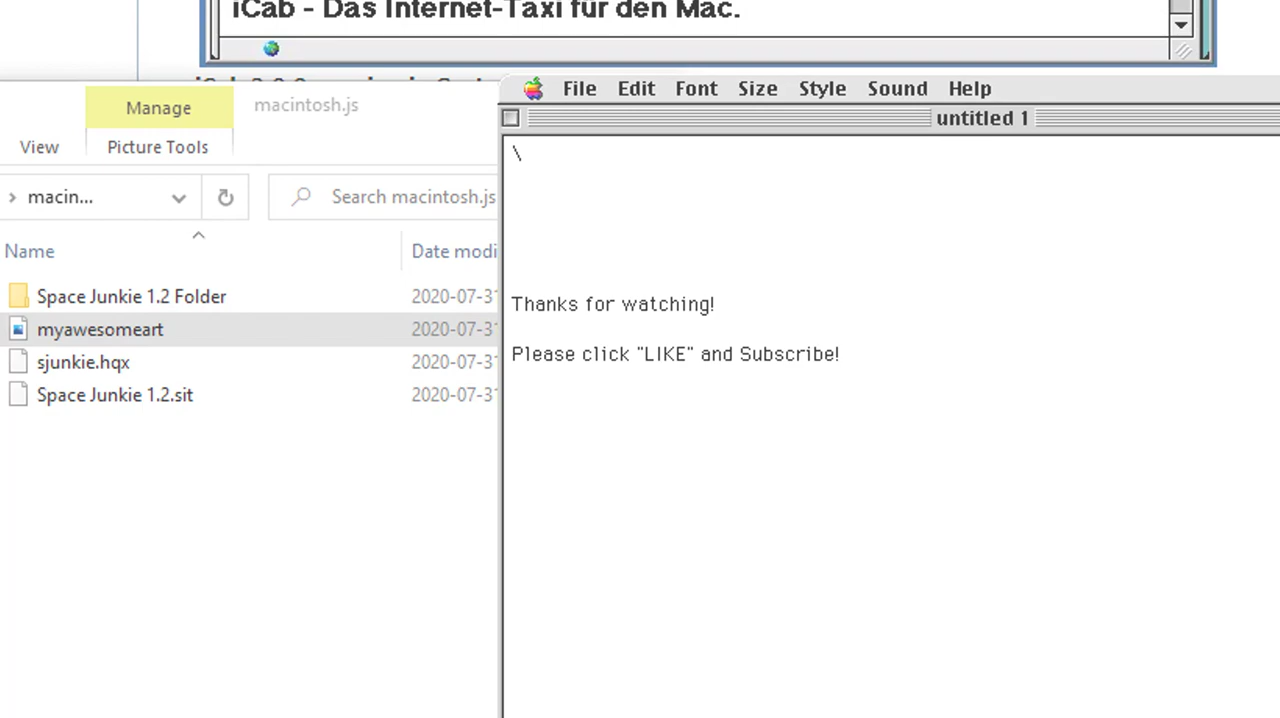 iCab - Das Internet-Taxi für den Mac.
Manage
macintosh.js
View
Picture Tools
macin...
Search macintosh.js
Name
Date modi
Space Junkie 1.2 Folder
2020-07-31
myawesomeart
2020-07-31
sjunkie.hqx
2020-07-31
Space Junkie 1.2.sit
2020-07-31
File Edit Font Size Style Sound Help
untitled 1
\
Thanks for watching!
Please click "LIKE" and Subscribe!